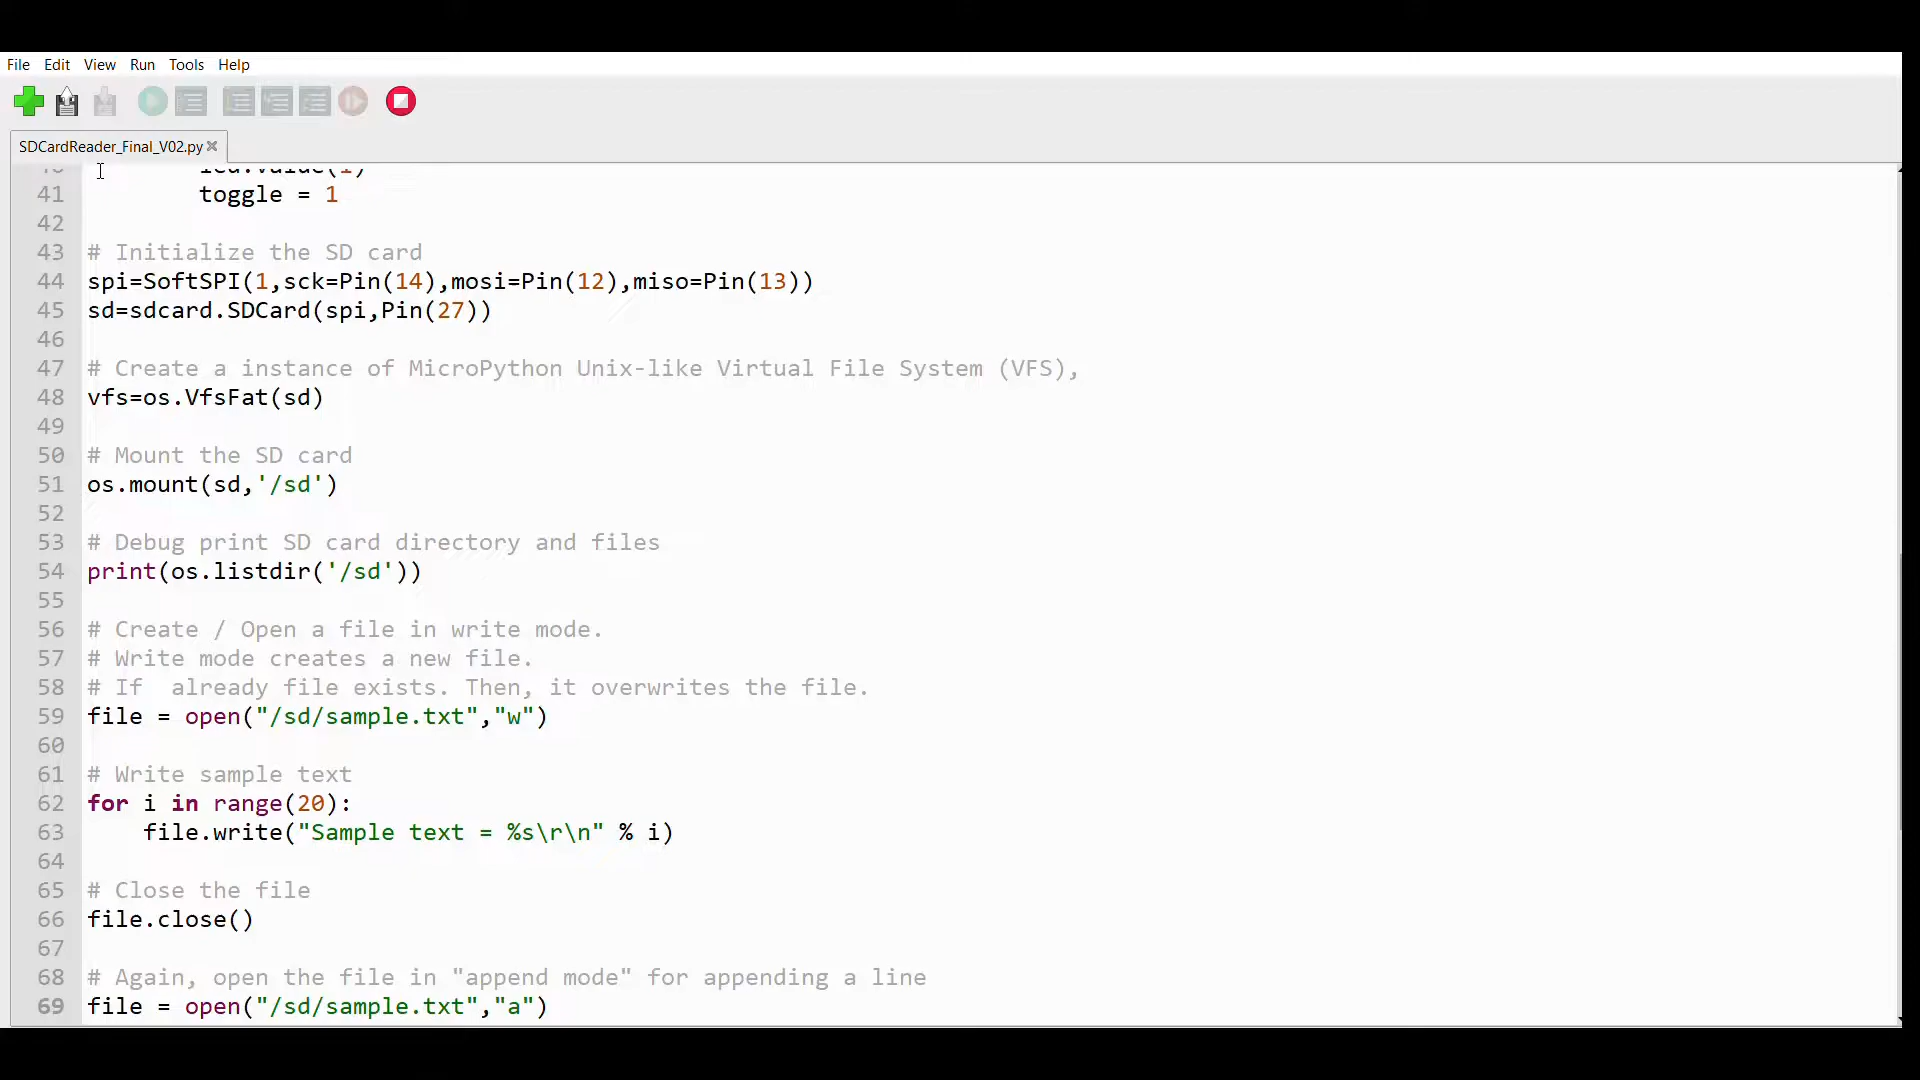 File Edit View Run Tools Help
SDCardReader_Final_V02.py
41 toggle = 1
42
43 # Initialize the SD card
44 spi=SoftSPI(1,sck=Pin(14),mosi=Pin(12),miso=Pin(13))
45 sd=sdcard.SDCard(spi,Pin(27))
46
47 # Create a instance of MicroPython Unix-like Virtual File System (VFS),
48 vfs=os.VfsFat(sd)
49
50 # Mount the SD card
51 os.mount(sd,'/sd')
52
53 # Debug print SD card directory and files
54 print(os.listdir('/sd'))
55
56 # Create / Open a file in write mode.
57 # Write mode creates a new file.
58 # If  already file exists. Then, it overwrites the file.
59 file = open("/sd/sample.txt","w")
60
61 # Write sample text
62 for i in range(20):
63     file.write("Sample text = %s\r\n" % i)
64
65 # Close the file
66 file.close()
67
68 # Again, open the file in "append mode" for appending a line
69 file = open("/sd/sample.txt","a")